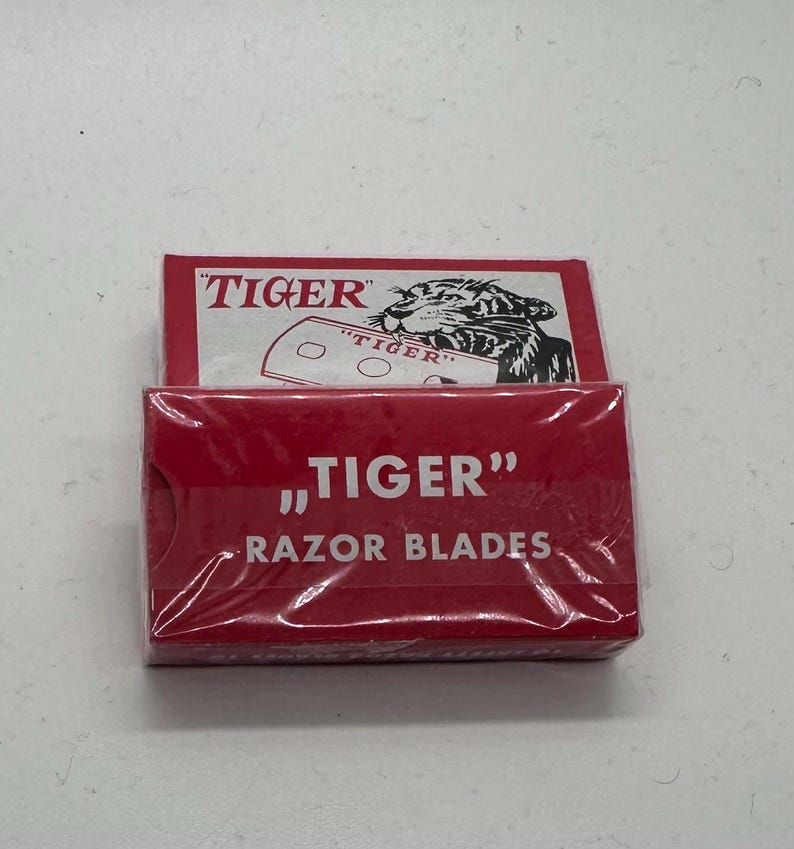 "TIGER"
"TIGER"
„TIGER”
RAZOR BLADES